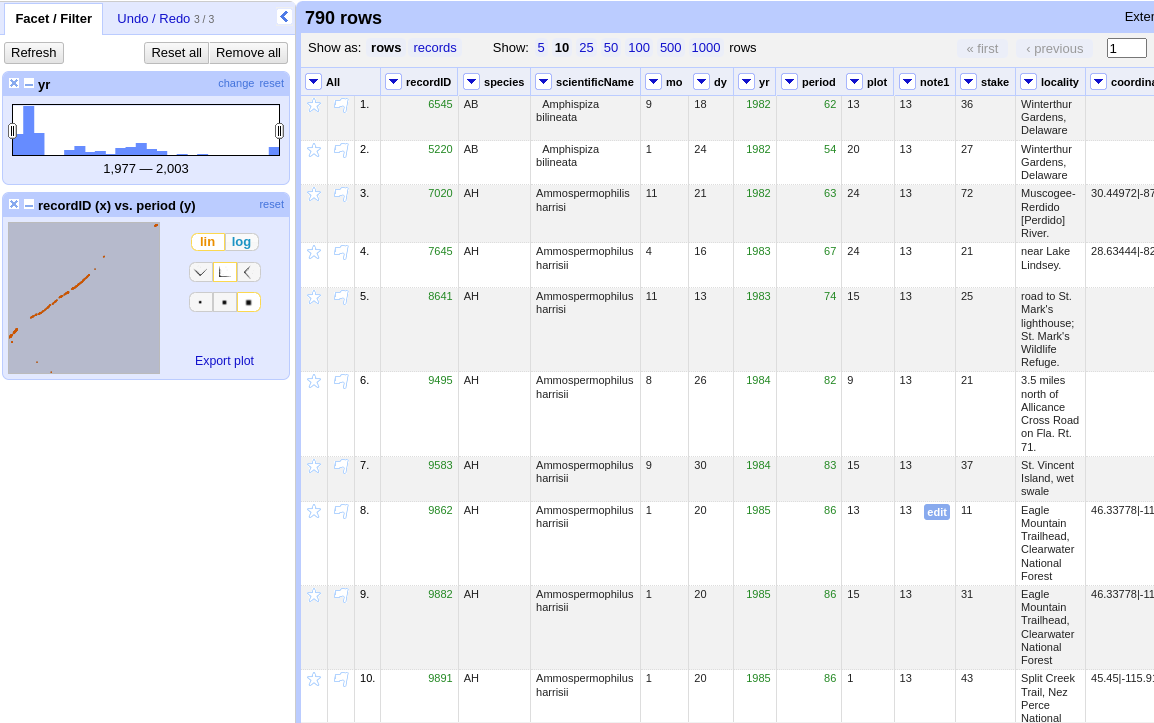 Facet / Filter Undo / Redo 3 / 3
Refresh Reset all Remove all
yr change reset
1,977 — 2,003
recordID (x) vs. period (y) reset
lin log
Export plot
790 rows Exter
Show as: rows records Show: 5 10 25 50 100 500 1000 rows « first ‹ previous 1
All recordID species scientificName mo dy yr period plot note1 stake locality coordina
1. 6545 AB Amphispiza 9 18 1982 62 13 13 36 Winterthur
bilineata Gardens,
Delaware
2. 5220 AB Amphispiza 1 24 1982 54 20 13 27 Winterthur
bilineata Gardens,
Delaware
3. 7020 AH Ammospermophilis 11 21 1982 63 24 13 72 Muscogee- 30.44972|-87
harrisi Rerdido
[Perdido]
River.
4. 7645 AH Ammospermophilus 4 16 1983 67 24 13 21 near Lake 28.63444|-82
harrisii Lindsey.
5. 8641 AH Ammospermophilus 11 13 1983 74 15 13 25 road to St.
harrisi Mark's
lighthouse;
St. Mark's
Wildlife
Refuge.
6. 9495 AH Ammospermophilus 8 26 1984 82 9 13 21 3.5 miles
harrisii north of
Allicance
Cross Road
on Fla. Rt.
71.
7. 9583 AH Ammospermophilus 9 30 1984 83 15 13 37 St. Vincent
harrisii Island, wet
swale
8. 9862 AH Ammospermophilus 1 20 1985 86 13 13 edit 11 Eagle 46.33778|-11
harrisii Mountain
Trailhead,
Clearwater
National
Forest
9. 9882 AH Ammospermophilus 1 20 1985 86 15 13 31 Eagle 46.33778|-11
harrisii Mountain
Trailhead,
Clearwater
National
Forest
10. 9891 AH Ammospermophilus 1 20 1985 86 1 13 43 Split Creek 45.45|-115.91
harrisii Trail, Nez
Perce
National